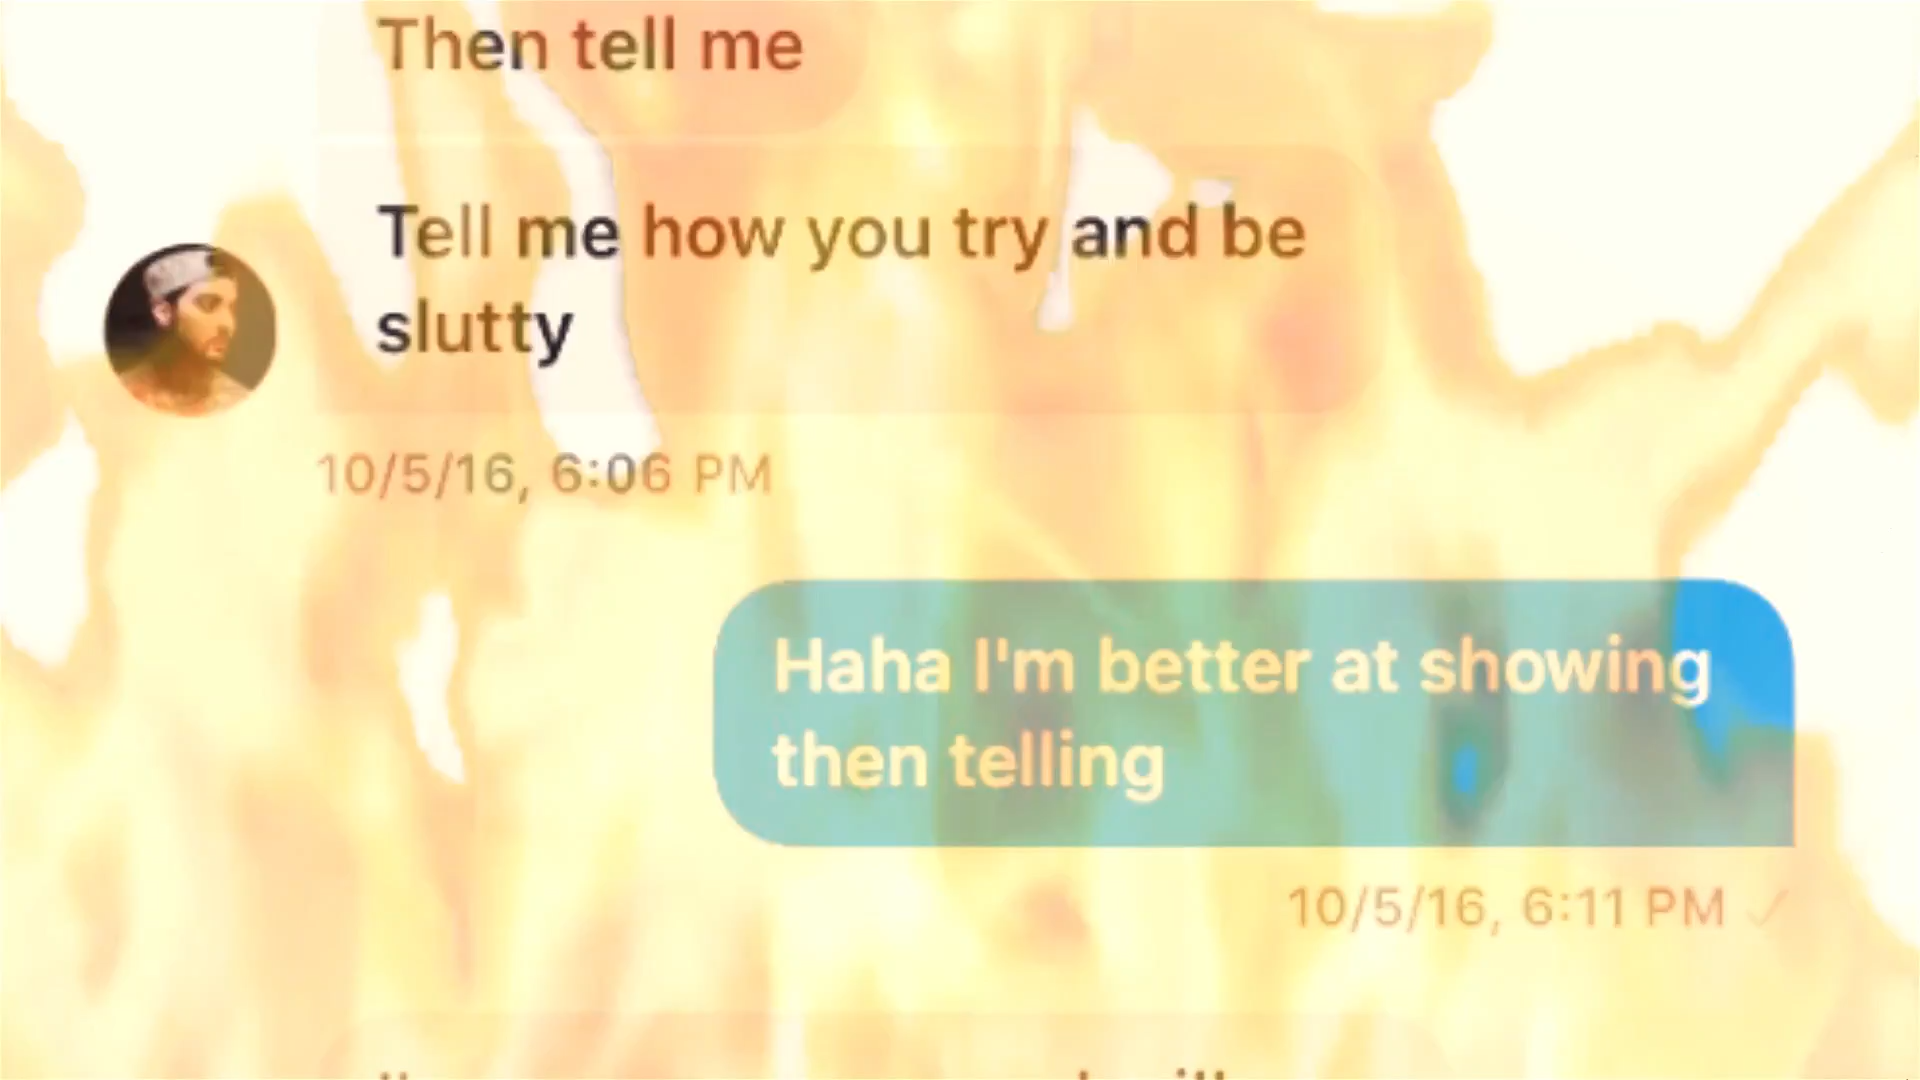 Then tell me
Tell me how you try and be
slutty
10/5/16, 6:06 PM
Haha I'm better at showing
then telling
10/5/16, 6:11 PM